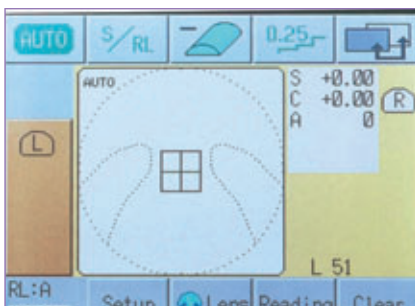 AUTO S/RL 0.25
AUTO
S +0.00
C +0.00
A 0
L
R
L 51
RL:A
Setup Lens Reading Clear